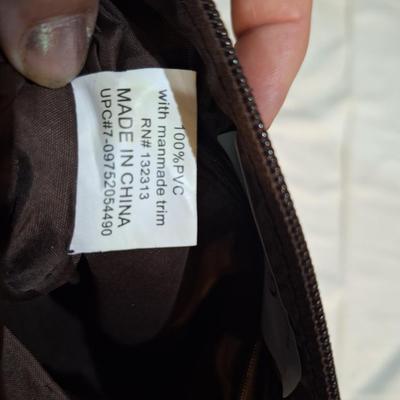 100%PVC
with manmade trim
RN# 132313
MADE IN CHINA
UPC#7-09752054490